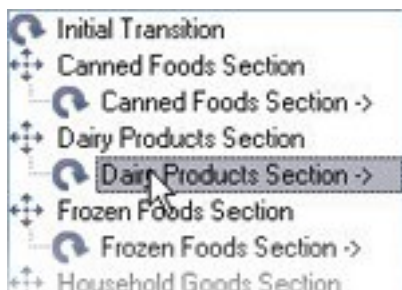 Initial Transition
Canned Foods Section
Canned Foods Section ->
Dairy Products Section
Dairy Products Section ->
Frozen Foods Section
Frozen Foods Section ->
Household Goods Section